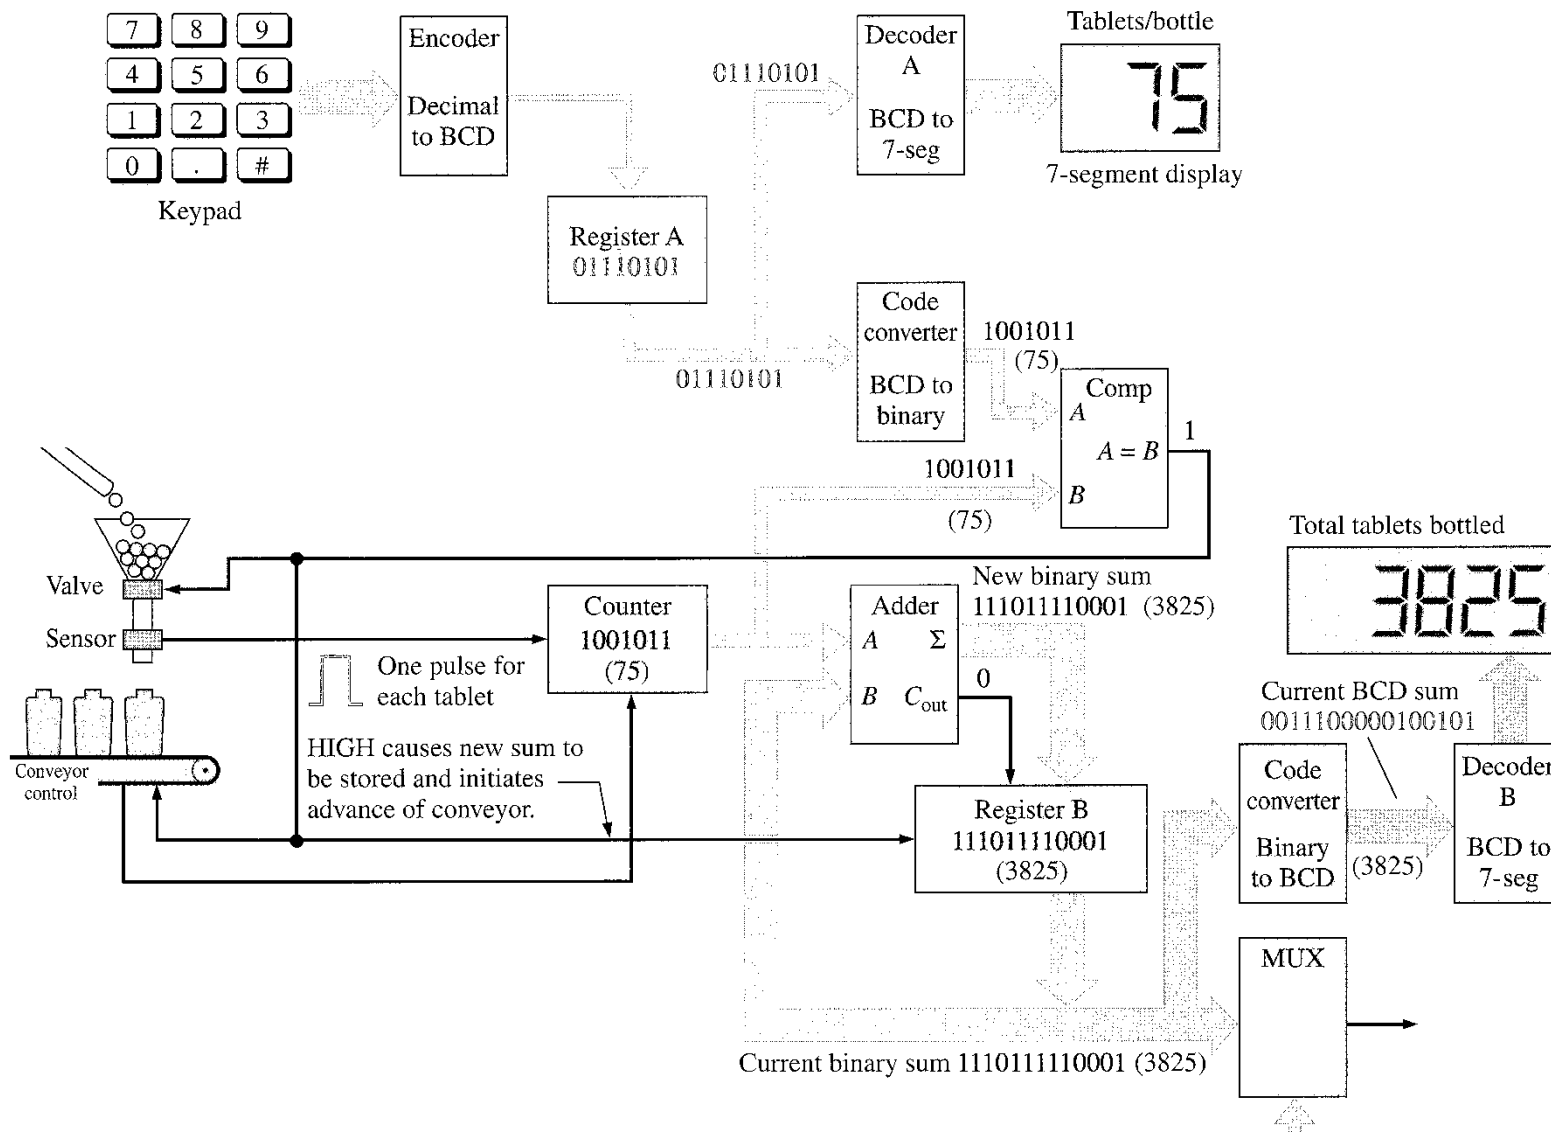 7 8 9
4 5 6
1 2 3
0 . #
Keypad
Encoder
Decimal
to BCD
Register A
01110101
01110101
01110101
Decoder
A
BCD to
7-seg
Tablets/bottle
75
7-segment display
Code
converter
BCD to
binary
1001011
(75)
Comp
A
A = B
B
1
1001011
(75)
Valve
Sensor
Conveyor
control
One pulse for
each tablet
Counter
1001011
(75)
HIGH causes new sum to
be stored and initiates
advance of conveyor.
Adder
A Σ
B Cout
0
New binary sum
111011110001 (3825)
Register B
111011110001
(3825)
Current binary sum 1110111110001 (3825)
Total tablets bottled
3825
Current BCD sum
0011100000100101
Code
converter
Binary
to BCD
(3825)
Decoder
B
BCD to
7-seg
MUX